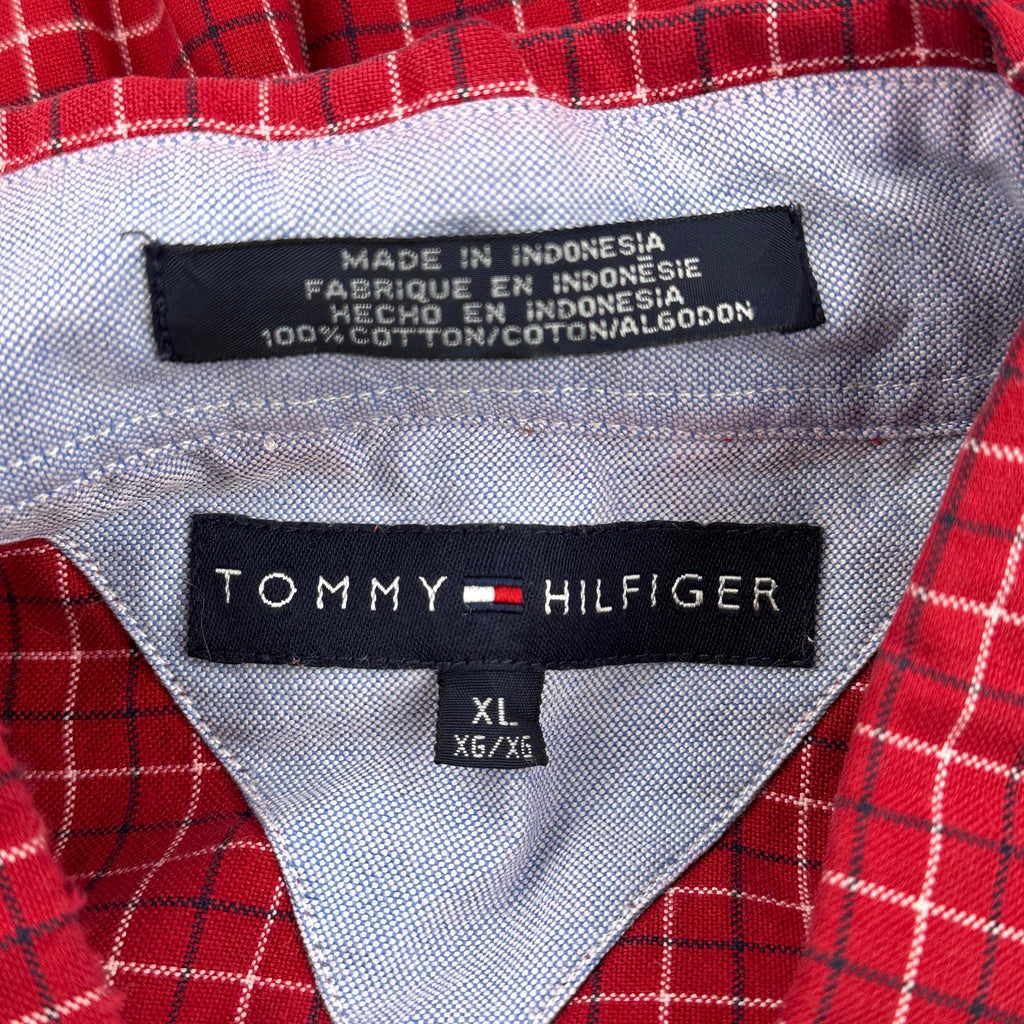 MADE IN INDONESIA
FABRIQUE EN INDONÉSIE
HECHO EN INDONESIA
100% COTTON/COTON/ALGODON
TOMMY HILFIGER
XL
XG/XG